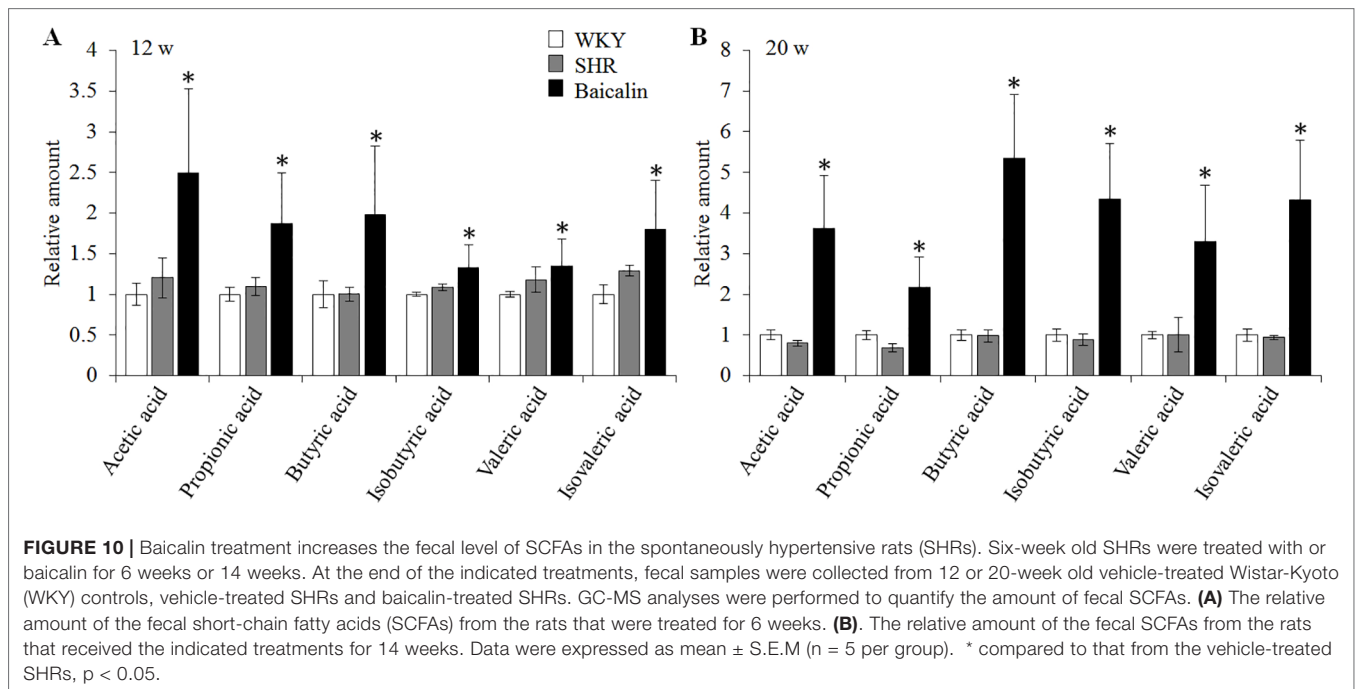 A
12 w
4
3.5
3
2.5
2
1.5
1
0.5
0
Relative amount
WKY
SHR
Baicalin
* * * * * *
Acetic acid
Propionic acid
Butyric acid
Isobutyric acid
Valeric acid
Isovaleric acid
B
20 w
8
7
6
5
4
3
2
1
0
Relative amount
* * * * * *
Acetic acid
Propionic acid
Butyric acid
Isobutyric acid
Valeric acid
Isovaleric acid
FIGURE 10 | Baicalin treatment increases the fecal level of SCFAs in the spontaneously hypertensive rats (SHRs). Six-week old SHRs were treated with or
baicalin for 6 weeks or 14 weeks. At the end of the indicated treatments, fecal samples were collected from 12 or 20-week old vehicle-treated Wistar-Kyoto
(WKY) controls, vehicle-treated SHRs and baicalin-treated SHRs. GC-MS analyses were performed to quantify the amount of fecal SCFAs. (A) The relative
amount of the fecal short-chain fatty acids (SCFAs) from the rats that were treated for 6 weeks. (B). The relative amount of the fecal SCFAs from the rats
that received the indicated treatments for 14 weeks. Data were expressed as mean ± S.E.M (n = 5 per group). * compared to that from the vehicle-treated
SHRs, p < 0.05.